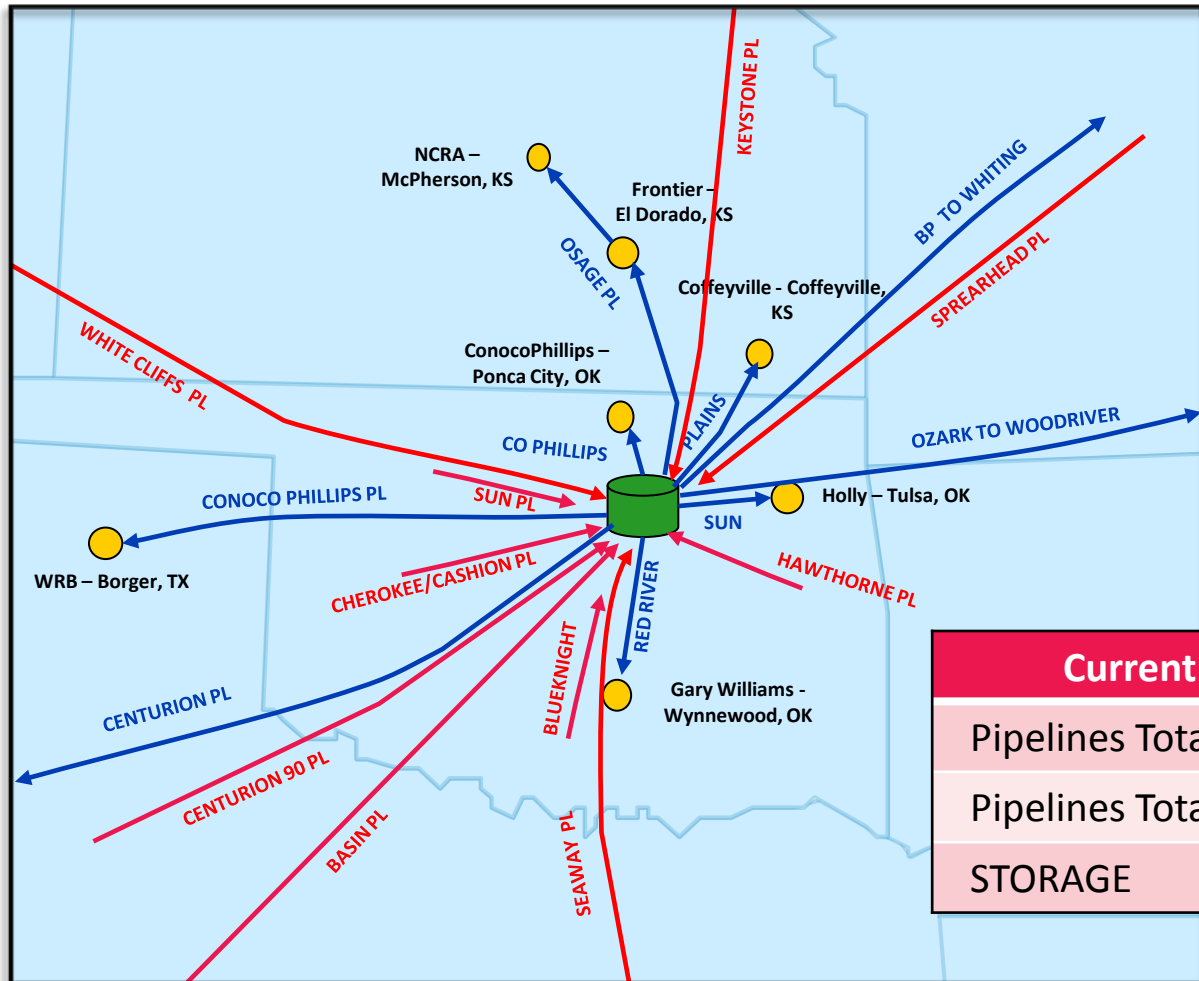 KEYSTONE PL
NCRA –
McPherson, KS
Frontier –
El Dorado, KS
OSAGE PL
BP TO WHITING
SPREARHEAD PL
Coffeyville - Coffeyville,
KS
WHITE CLIFFS PL
ConocoPhillips –
Ponca City, OK
PLAINS
OZARK TO WOODRIVER
CO PHILLIPS
CONOCO PHILLIPS PL
SUN PL
Holly – Tulsa, OK
SUN
WRB – Borger, TX
CHEROKEE/CASHION PL
HAWTHORNE PL
RED RIVER
BLUEKNIGHT
CENTURION PL
Gary Williams -
Wynnewood, OK
CENTURION 90 PL
BASIN PL
SEAWAY PL
Current
Pipelines Tota
Pipelines Tota
STORAGE